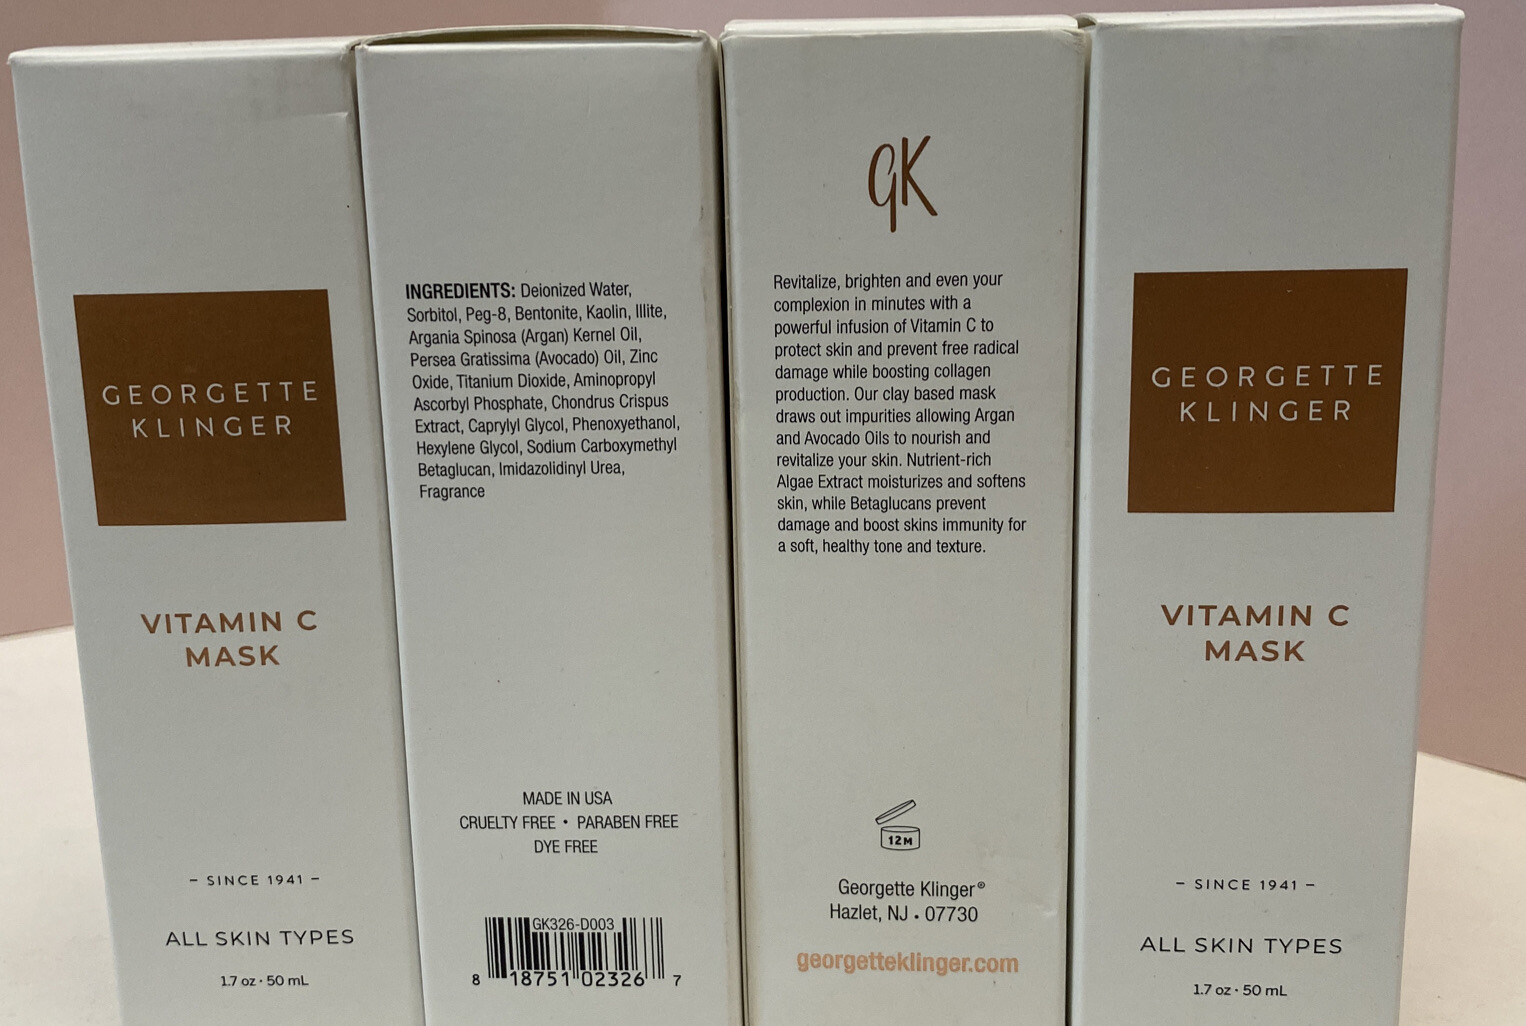 GEORGETTE
KLINGER
VITAMIN C
MASK
– SINCE 1941 –
ALL SKIN TYPES
1.7 oz · 50 mL
INGREDIENTS: Deionized Water,
Sorbitol, Peg-8, Bentonite, Kaolin, Illite,
Argania Spinosa (Argan) Kernel Oil,
Persea Gratissima (Avocado) Oil, Zinc
Oxide, Titanium Dioxide, Aminopropyl
Ascorbyl Phosphate, Chondrus Crispus
Extract, Caprylyl Glycol, Phenoxyethanol,
Hexylene Glycol, Sodium Carboxymethyl
Betaglucan, Imidazolidinyl Urea,
Fragrance
MADE IN USA
CRUELTY FREE • PARABEN FREE
DYE FREE
GK326-D003
8 18751 02326 7
GK
Revitalize, brighten and even your
complexion in minutes with a
powerful infusion of Vitamin C to
protect skin and prevent free radical
damage while boosting collagen
production. Our clay based mask
draws out impurities allowing Argan
and Avocado Oils to nourish and
revitalize your skin. Nutrient-rich
Algae Extract moisturizes and softens
skin, while Betaglucans prevent
damage and boost skins immunity for
a soft, healthy tone and texture.
12M
Georgette Klinger®
Hazlet, NJ • 07730
georgetteklinger.com
GEORGETTE
KLINGER
VITAMIN C
MASK
– SINCE 1941 –
ALL SKIN TYPES
1.7 oz · 50 mL